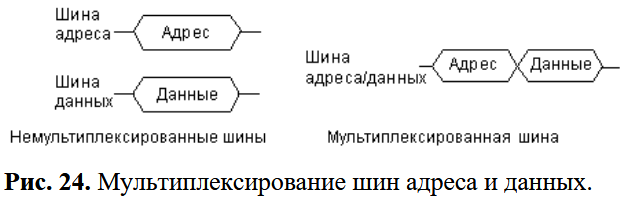 Шина
адреса
Адрес
Шина
данных
Данные
Немультиплексированные шины
Шина
адреса/данных
Адрес
Данные
Мультиплексированная шина
Рис. 24. Мультиплексирование шин адреса и данных.